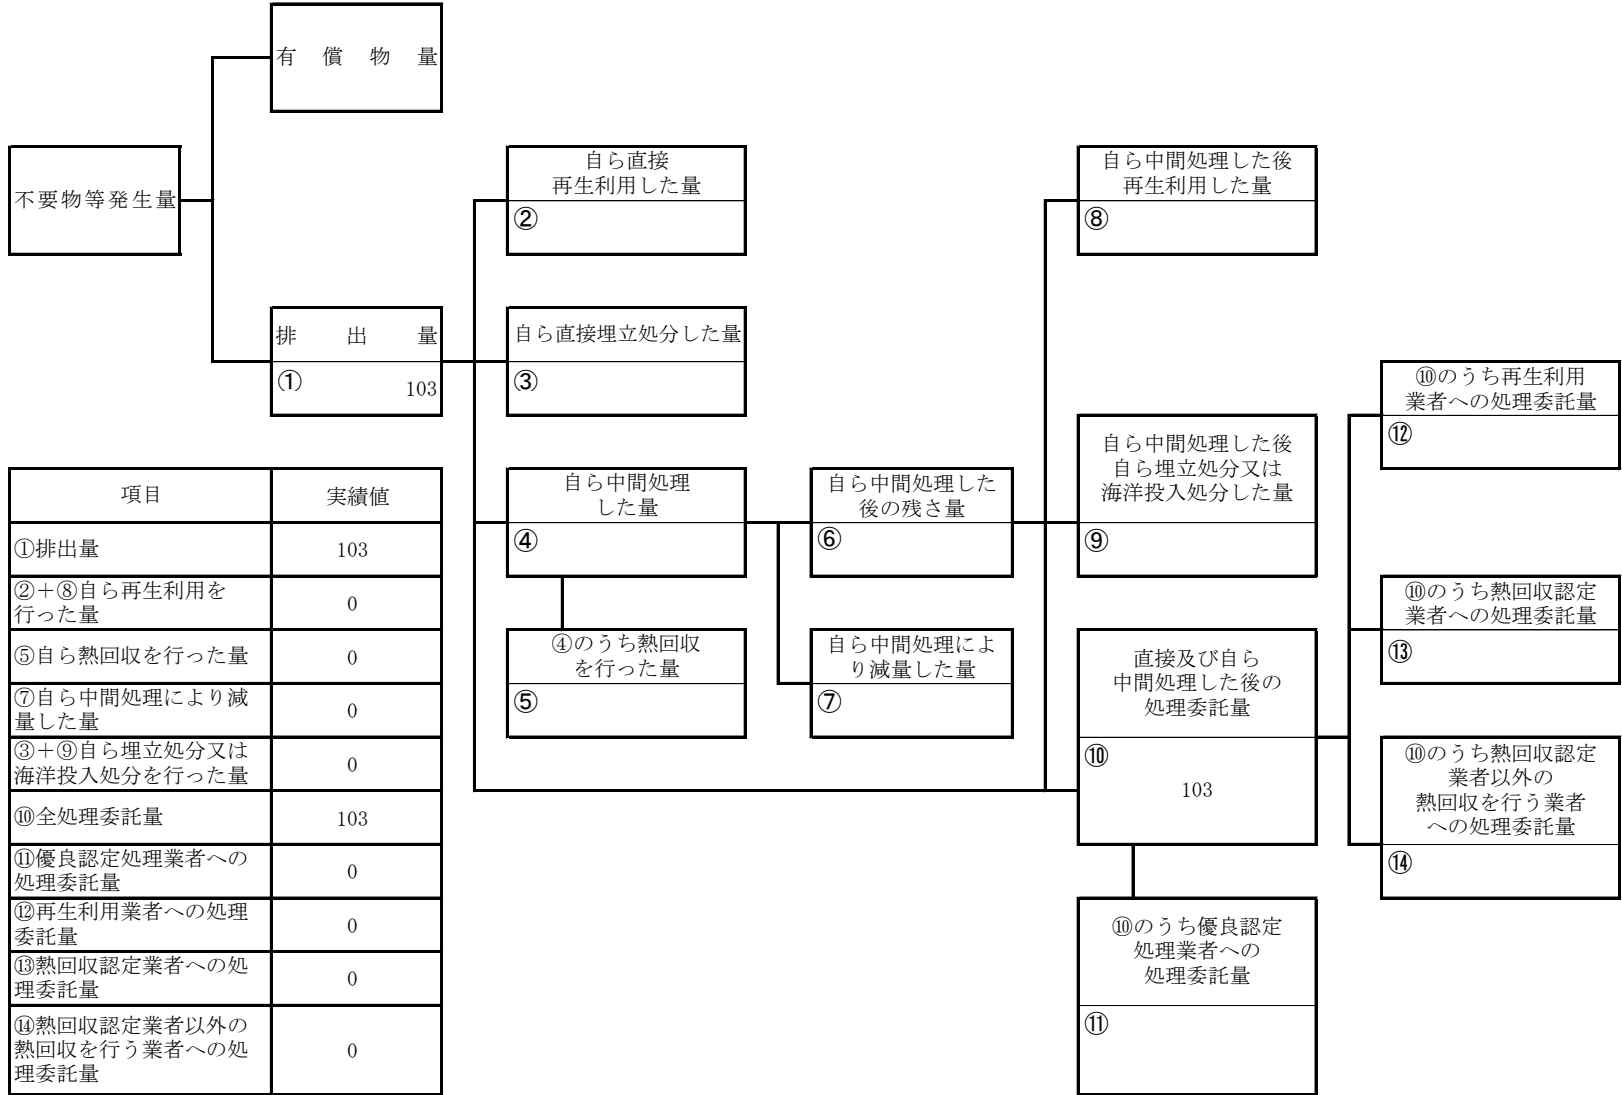 有償物量
不要物等発生量
排出量
①
103
自ら直接
再生利用した量
②
自ら直接埋立処分した量
③
自ら中間処理
した量
④
④のうち熱回収
を行った量
⑤
自ら中間処理した
後の残さ量
⑥
自ら中間処理によ
り減量した量
⑦
自ら中間処理した後
再生利用した量
⑧
自ら中間処理した後
自ら埋立処分又は
海洋投入処分した量
⑨
直接及び自ら
中間処理した後の
処理委託量
⑩
103
⑩のうち優良認定
処理業者への
処理委託量
⑪
⑩のうち再生利用
業者への処理委託量
⑫
⑩のうち熱回収認定
業者への処理委託量
⑬
⑩のうち熱回収認定
業者以外の
熱回収を行う業者
への処理委託量
⑭
項目 実績値
①排出量 103
②＋⑧自ら再生利用を
行った量
0
⑤自ら熱回収を行った量 0
⑦自ら中間処理により減
量した量
0
③＋⑨自ら埋立処分又は
海洋投入処分を行った量
0
⑩全処理委託量 103
⑪優良認定処理業者への
処理委託量
0
⑫再生利用業者への処理
委託量
0
⑬熱回収認定業者への処
理委託量
0
⑭熱回収認定業者以外の
熱回収を行う業者への処
理委託量
0